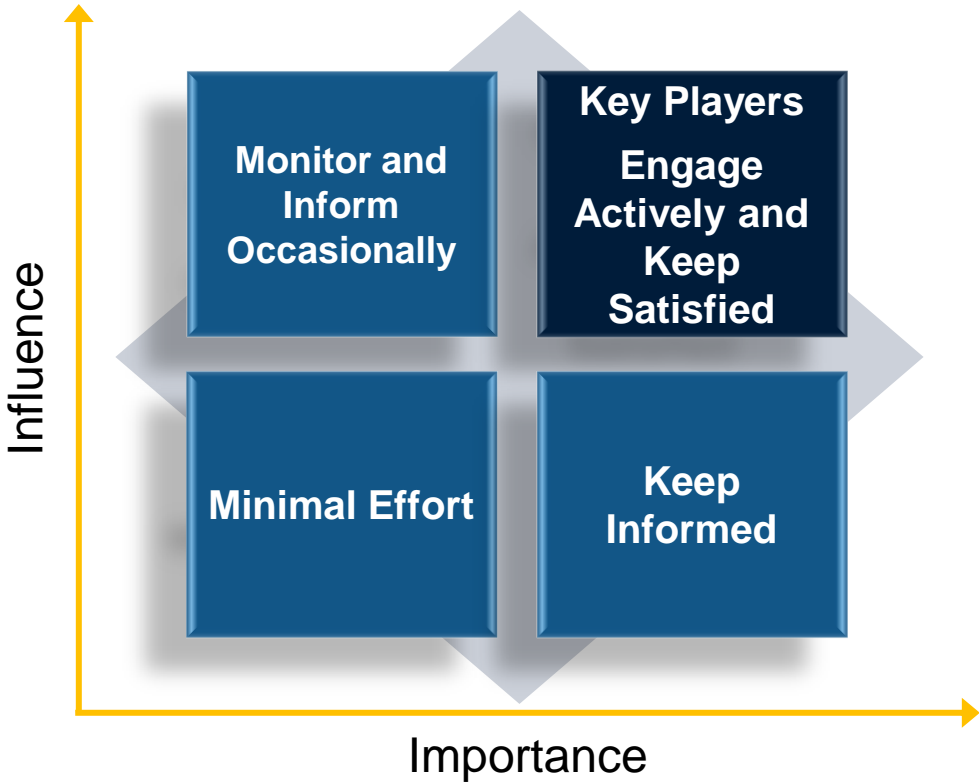 Influence
Monitor and
Inform
Occasionally
Key Players
Engage
Actively and
Keep
Satisfied
Minimal Effort
Keep
Informed
Importance